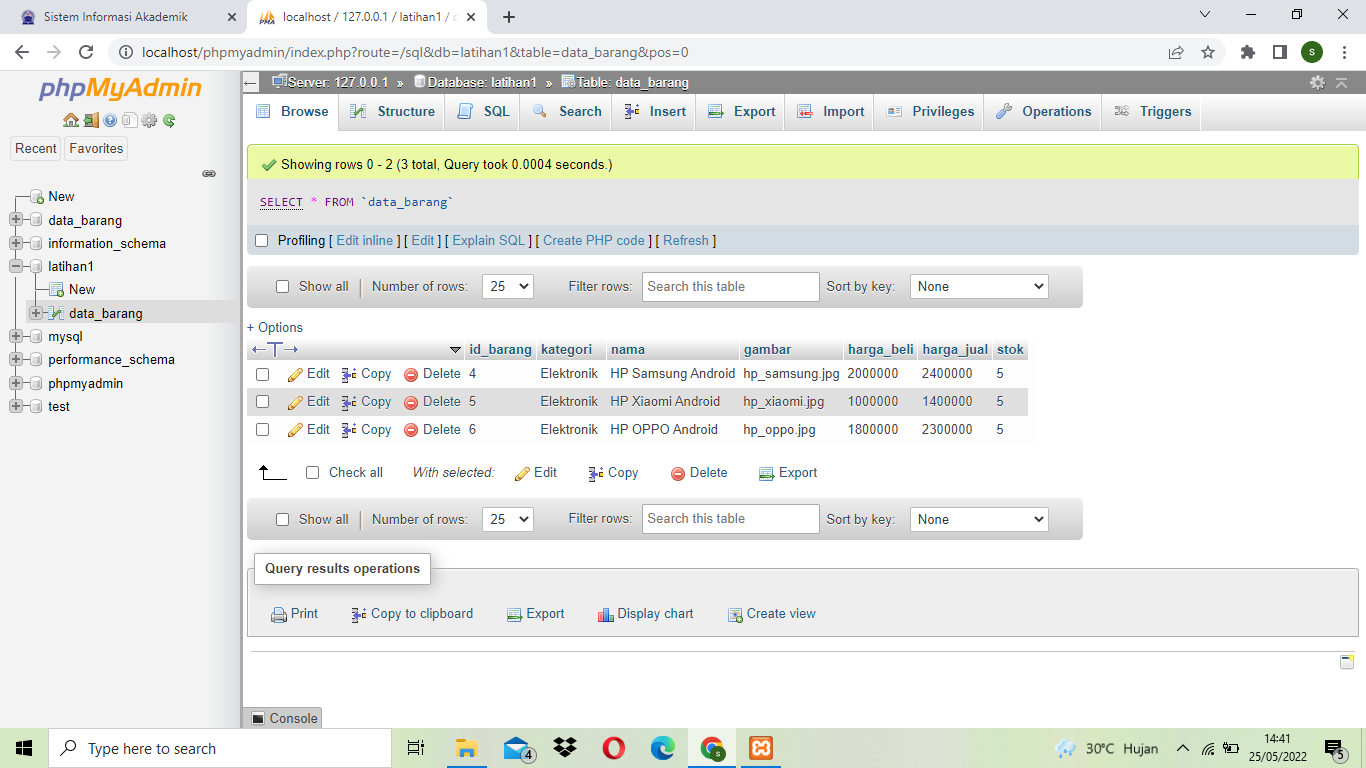 Sistem Informasi Akademik
localhost / 127.0.0.1 / latihan1 /
localhost/phpmyadmin/index.php?route=/sql&db=latihan1&table=data_barang&pos=0
S
phpMyAdmin
Recent Favorites
New
data_barang
information_schema
latihan1
New
data_barang
mysql
performance_schema
phpmyadmin
test
Server: 127.0.0.1 » Database: latihan1 » Table: data_barang
Browse Structure SQL Search Insert Export Import Privileges Operations Triggers
Showing rows 0 - 2 (3 total, Query took 0.0004 seconds.)
SELECT * FROM `data_barang`
Profiling [ Edit inline ] [ Edit ] [ Explain SQL ] [ Create PHP code ] [ Refresh ]
Show all | Number of rows: 25 Filter rows: Search this table Sort by key: None
+ Options
←T→ id_barang kategori nama gambar harga_beli harga_jual stok
Edit Copy Delete 4 Elektronik HP Samsung Android hp_samsung.jpg 2000000 2400000 5
Edit Copy Delete 5 Elektronik HP Xiaomi Android hp_xiaomi.jpg 1000000 1400000 5
Edit Copy Delete 6 Elektronik HP OPPO Android hp_oppo.jpg 1800000 2300000 5
Check all With selected: Edit Copy Delete Export
Show all | Number of rows: 25 Filter rows: Search this table Sort by key: None
Query results operations
Print Copy to clipboard Export Display chart Create view
Console
Type here to search
4
S
30°C Hujan
14:41
25/05/2022
5